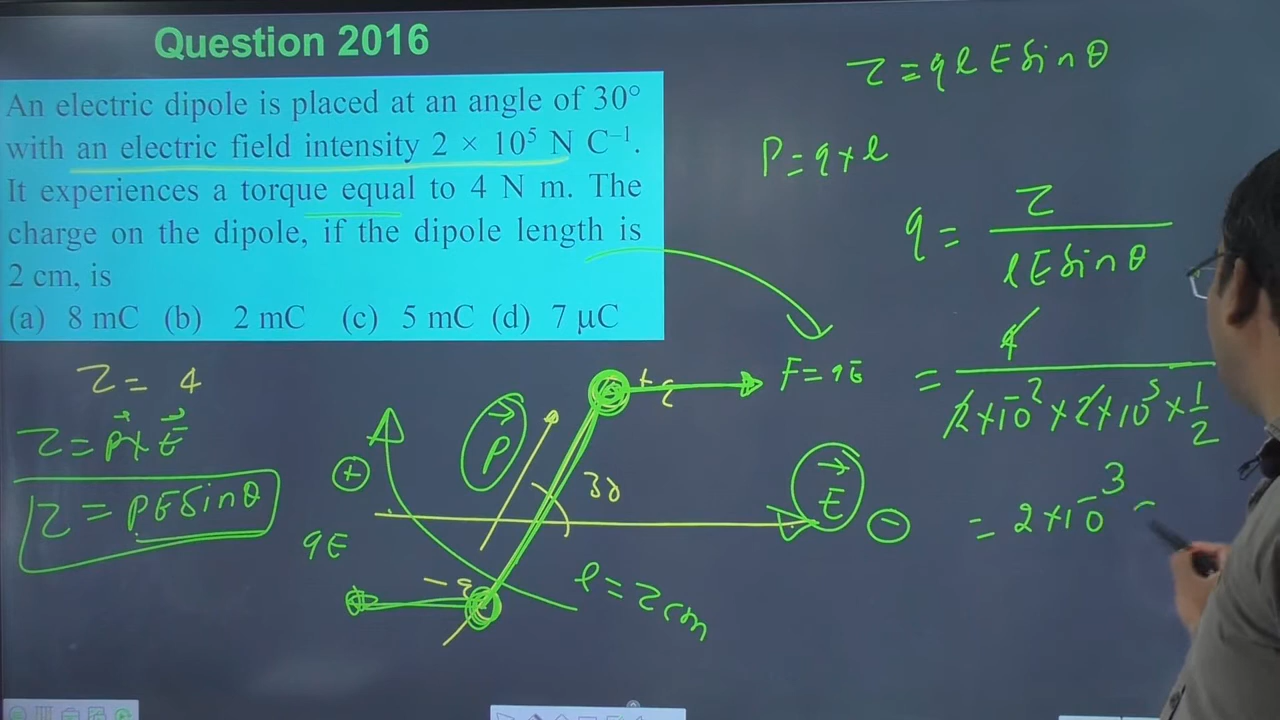 Question 2016
An electric dipole is placed at an angle of 30°
with an electric field intensity 2 × 10⁵ N C⁻¹.
It experiences a torque equal to 4 N m. The
charge on the dipole, if the dipole length is
2 cm, is
(a) 8 mC (b) 2 mC (c) 5 mC (d) 7 μC
τ = 4
τ = p⃗ × E⃗
τ = PE sin θ
qE
+
p⃗
-q
+q
30
F = qE
E⃗
-
l = 2 cm
τ = q l E sin θ
P = q × l
q = τ / l E sin θ
= 4 / 2 × 10⁻² × 2 × 10⁵ × 1/2
= 2 × 10⁻³